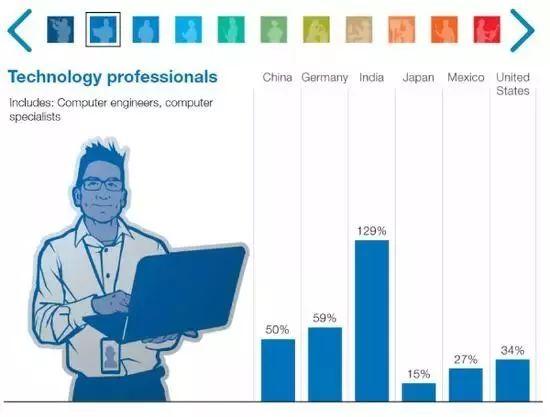 Technology professionals
Includes: Computer engineers, computer
specialists
China Germany India Japan Mexico United
States
129%
50% 59%
15% 27% 34%